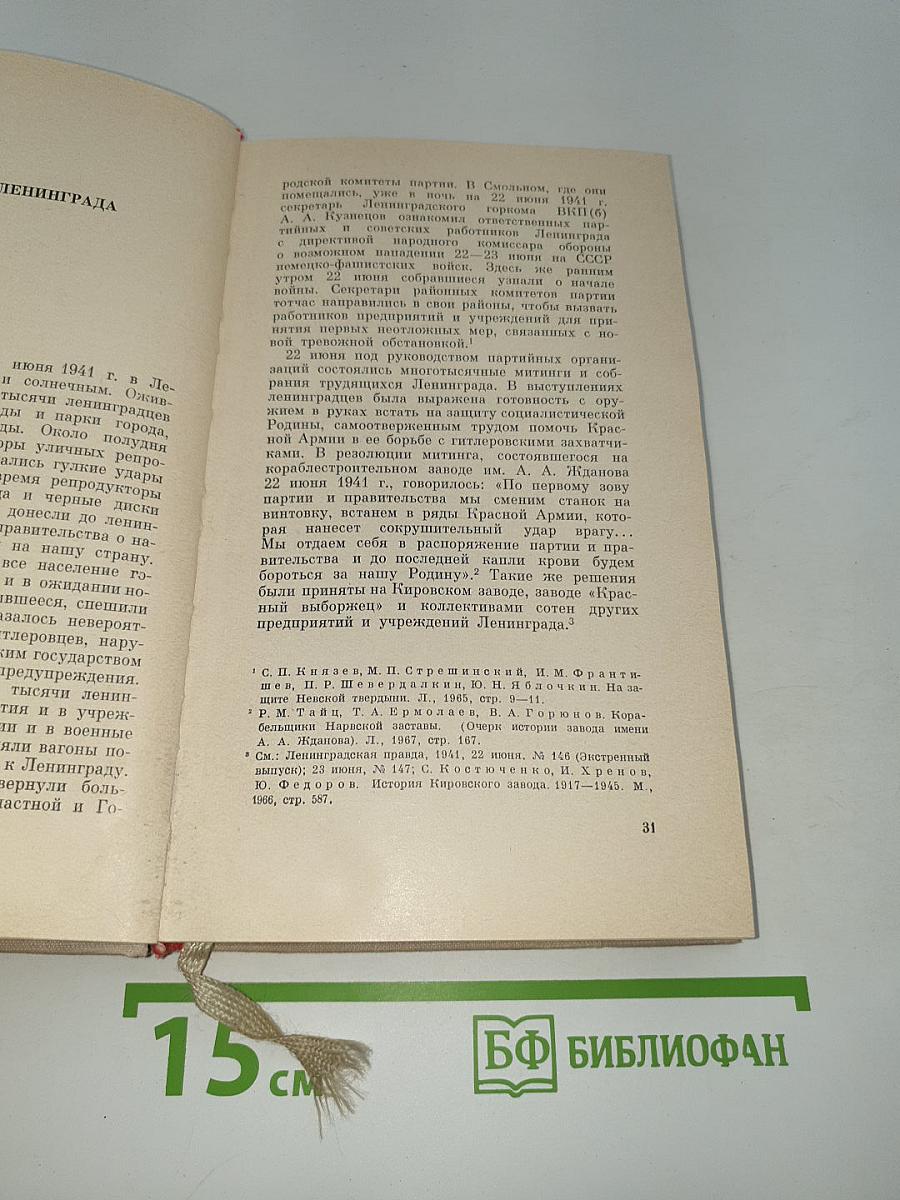 ЛЕНИНГРАДА
июня 1941 г. в Ле-
и солнечным. Ожив-
тысячи ленинградцев
ды и парки города,
ды. Около полудня
оры уличных репро-
ались гулкие удары
время репродукторы
да и черные диски
донесли до ленин-
равительства о на-
на нашу страну.
все население го-
и в ожидании но-
ившееся, спешили
азалось невероят-
тлеровцев, нару-
ким государством
предупреждения.
тысячи ленин-
тия и в учреж-
ии и в военные
яли вагоны по-
к Ленинграду.
вернули боль-
ластной и Го-
родской комитеты партии. В Смольном, где они
помещались, уже в ночь на 22 июня 1941 г.
секретарь Ленинградского горкома ВКП(б)
А. А. Кузнецов ознакомил ответственных пар-
тийных и советских работников Ленинграда
с директивой народного комиссара обороны
о возможном нападении 22—23 июня на СССР
немецко-фашистских войск. Здесь же ранним
утром 22 июня собравшиеся узнали о начале
войны. Секретари районных комитетов партии
тотчас направились в свои районы, чтобы вызвать
работников предприятий и учреждений для при-
нятия первых неотложных мер, связанных с но-
вой тревожной обстановкой.¹
22 июня под руководством партийных органи-
заций состоялись многотысячные митинги и соб-
рания трудящихся Ленинграда. В выступлениях
ленинградцев была выражена готовность с ору-
жием в руках встать на защиту социалистической
Родины, самоотверженным трудом помочь Крас-
ной Армии в ее борьбе с гитлеровскими захватчи-
ками. В резолюции митинга, состоявшегося на
кораблестроительном заводе им. А. А. Жданова
22 июня 1941 г., говорилось: «По первому зову
партии и правительства мы сменим станок на
винтовку, встанем в ряды Красной Армии, кото-
рая нанесет сокрушительный удар врагу...
Мы отдаем себя в распоряжение партии и пра-
вительства и до последней капли крови будем
бороться за нашу Родину».² Такие же решения
были приняты на Кировском заводе, заводе «Крас-
ный выборжец» и коллективами сотен других
предприятий и учреждений Ленинграда.³
¹ С. П. Князев, М. П. Стрешинский, И. М. Франти-
шев, П. Р. Шевердалкин, Ю. Н. Яблочкин. На за-
щите Невской твердыни. Л., 1965, стр. 9—11.
² Р. М. Тайц, Т. А. Ермолаев, В. А. Горюнов. Кора-
бельщики Нарвской заставы. (Очерк истории завода имени
А. А. Жданова). Л., 1967, стр. 167.
³ См.: Ленинградская правда, 1941, 22 июня. № 146 (Экстренный
выпуск); 23 июня, № 147; С. Костюченко, И. Хренов,
Ю. Федоров. История Кировского завода. 1917—1945. М.,
1966, стр. 587.
31
15 см
БФ БИБЛИОФАН